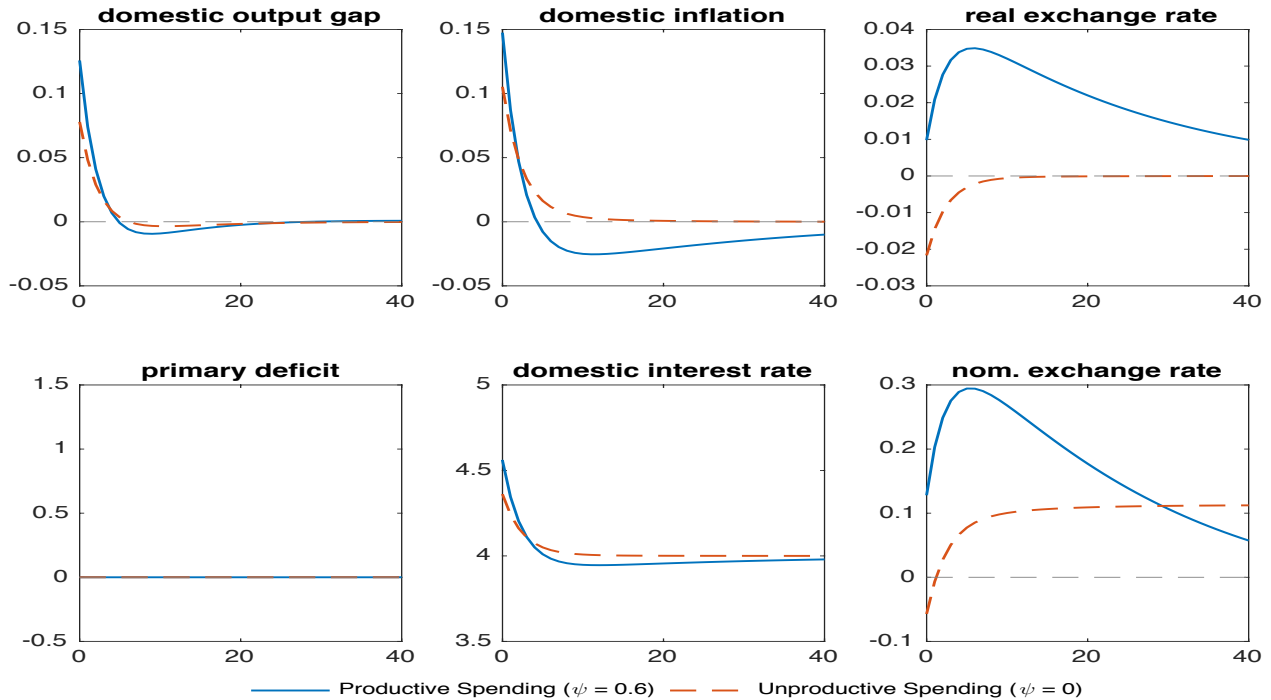 domestic output gap
0.15
0.1
0.05
0
-0.05
0 20 40
domestic inflation
0.15
0.1
0.05
0
-0.05
0 20 40
real exchange rate
0.04
0.03
0.02
0.01
0
-0.01
-0.02
-0.03
0 20 40
primary deficit
1.5
1
0.5
0
-0.5
0 20 40
domestic interest rate
5
4.5
4
3.5
0 20 40
nom. exchange rate
0.3
0.2
0.1
0
-0.1
0 20 40
Productive Spending (ψ = 0.6) Unproductive Spending (ψ = 0)